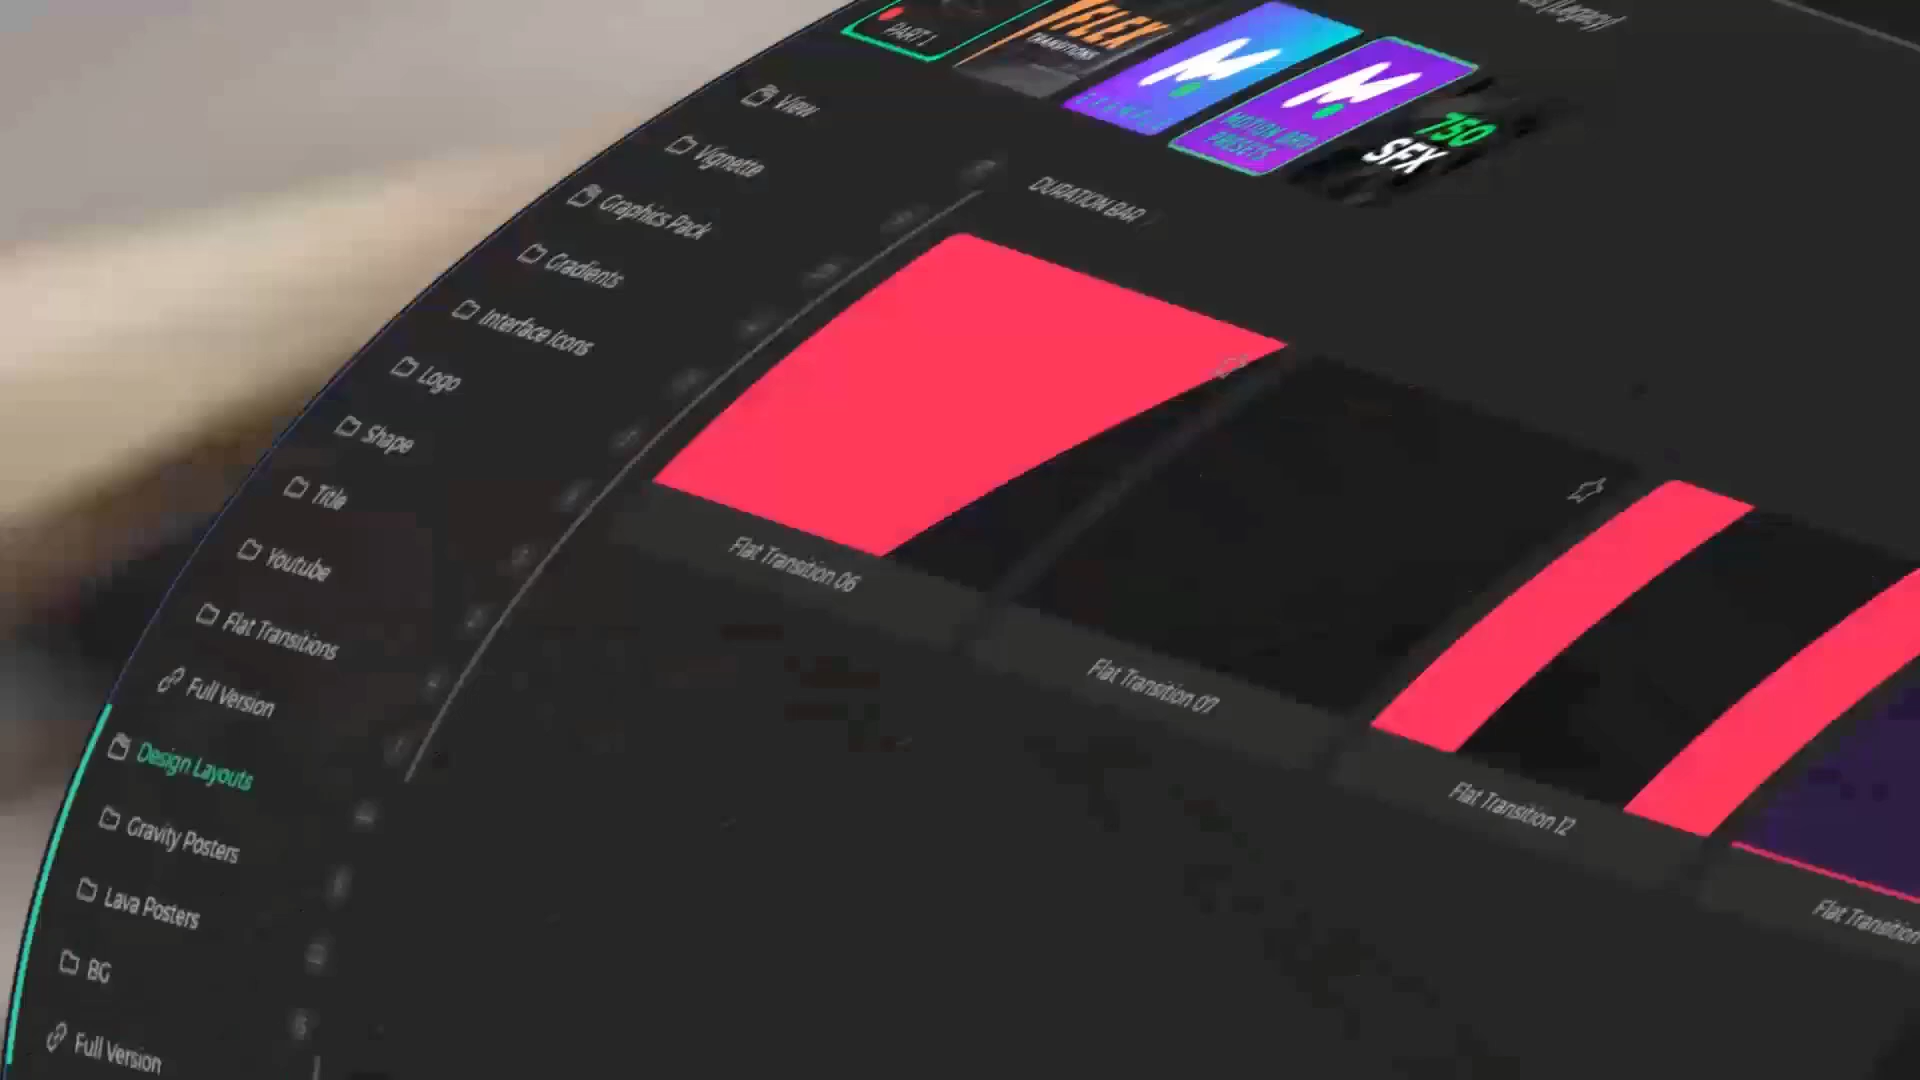 (Legacy)
PART 1
FLEX
TRANSITIONS
MOTION BRO
PRESETS
750
SFX
View
Vignette
Graphics Pack
Gradients
Interface Icons
Logo
Shape
Title
Youtube
Flat Transitions
Full Version
Design Layouts
Gravity Posters
Lava Posters
BG
Full Version
DURATION BAR
Flat Transition 06
Flat Transition 07
Flat Transition 12
Flat Transition